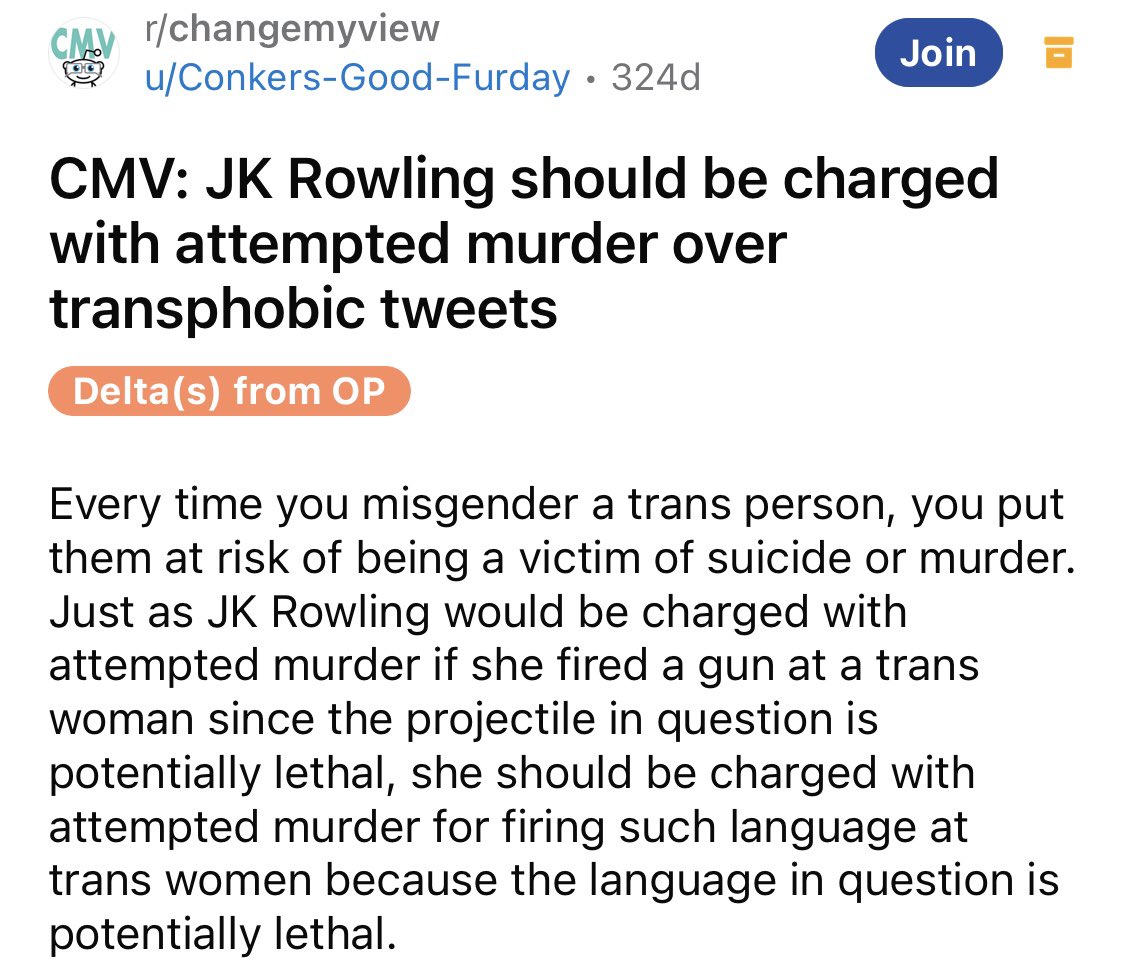 CMV
r/changemyview
u/Conkers-Good-Furday • 324d
Join
CMV: JK Rowling should be charged
with attempted murder over
transphobic tweets
Delta(s) from OP
Every time you misgender a trans person, you put
them at risk of being a victim of suicide or murder.
Just as JK Rowling would be charged with
attempted murder if she fired a gun at a trans
woman since the projectile in question is
potentially lethal, she should be charged with
attempted murder for firing such language at
trans women because the language in question is
potentially lethal.